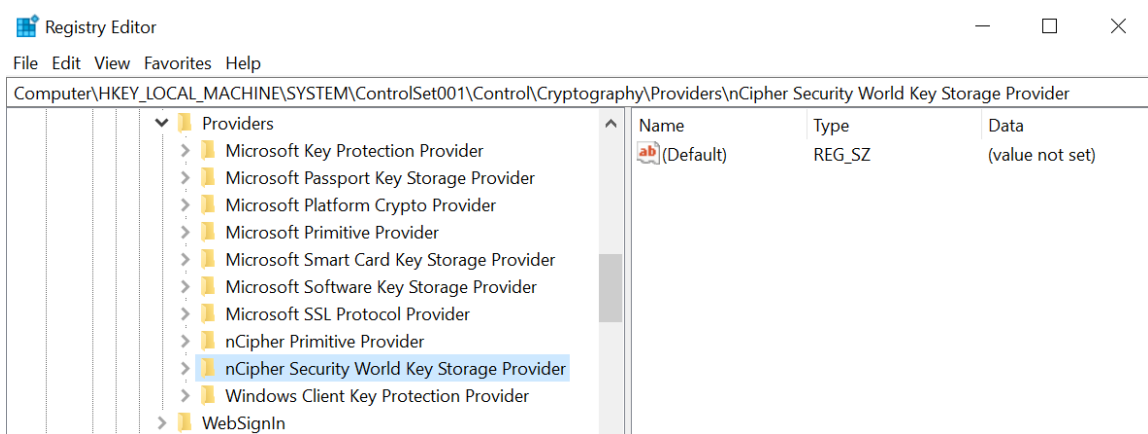 Registry Editor
File Edit View Favorites Help
Computer\HKEY_LOCAL_MACHINE\SYSTEM\ControlSet001\Control\Cryptography\Providers\nCipher Security World Key Storage Provider
Providers
Microsoft Key Protection Provider
Microsoft Passport Key Storage Provider
Microsoft Platform Crypto Provider
Microsoft Primitive Provider
Microsoft Smart Card Key Storage Provider
Microsoft Software Key Storage Provider
Microsoft SSL Protocol Provider
nCipher Primitive Provider
nCipher Security World Key Storage Provider
Windows Client Key Protection Provider
WebSignIn
Name Type Data
ab (Default) REG_SZ (value not set)